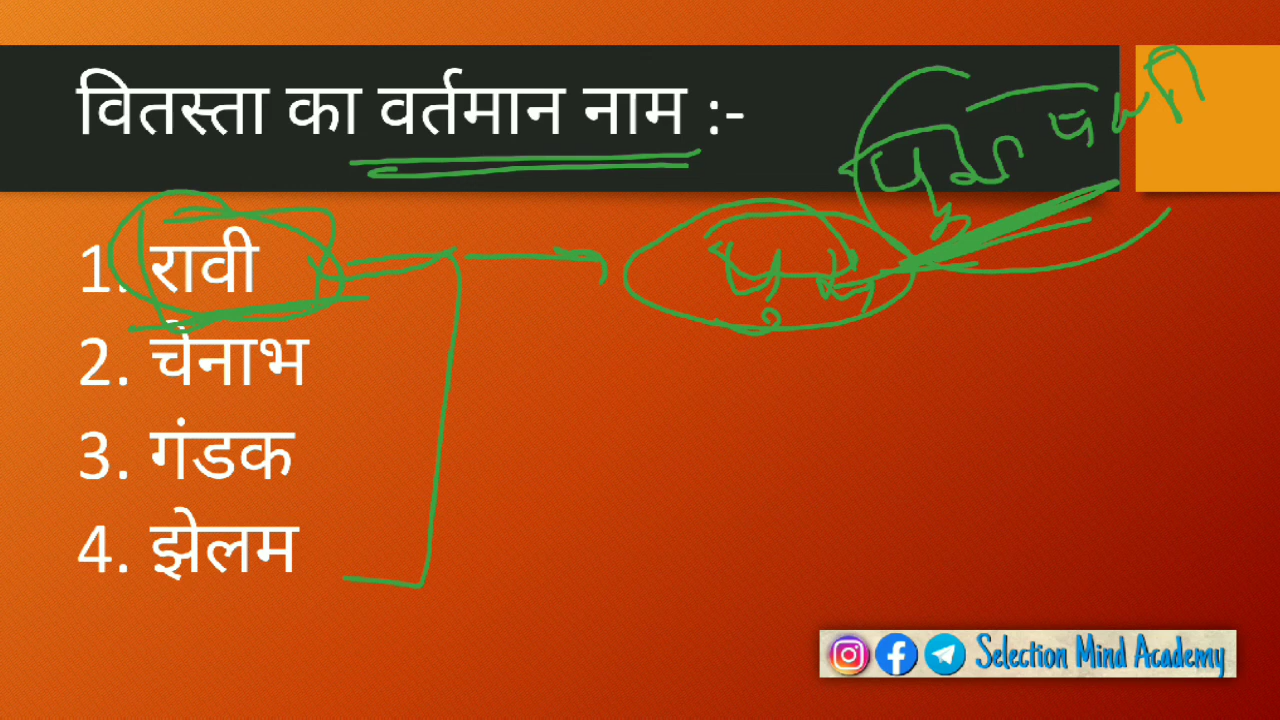 वितस्ता का वर्तमान नाम :-
1. रावी
2. चेनाभ
3. गंडक
4. झेलम
Selection Mind Academy